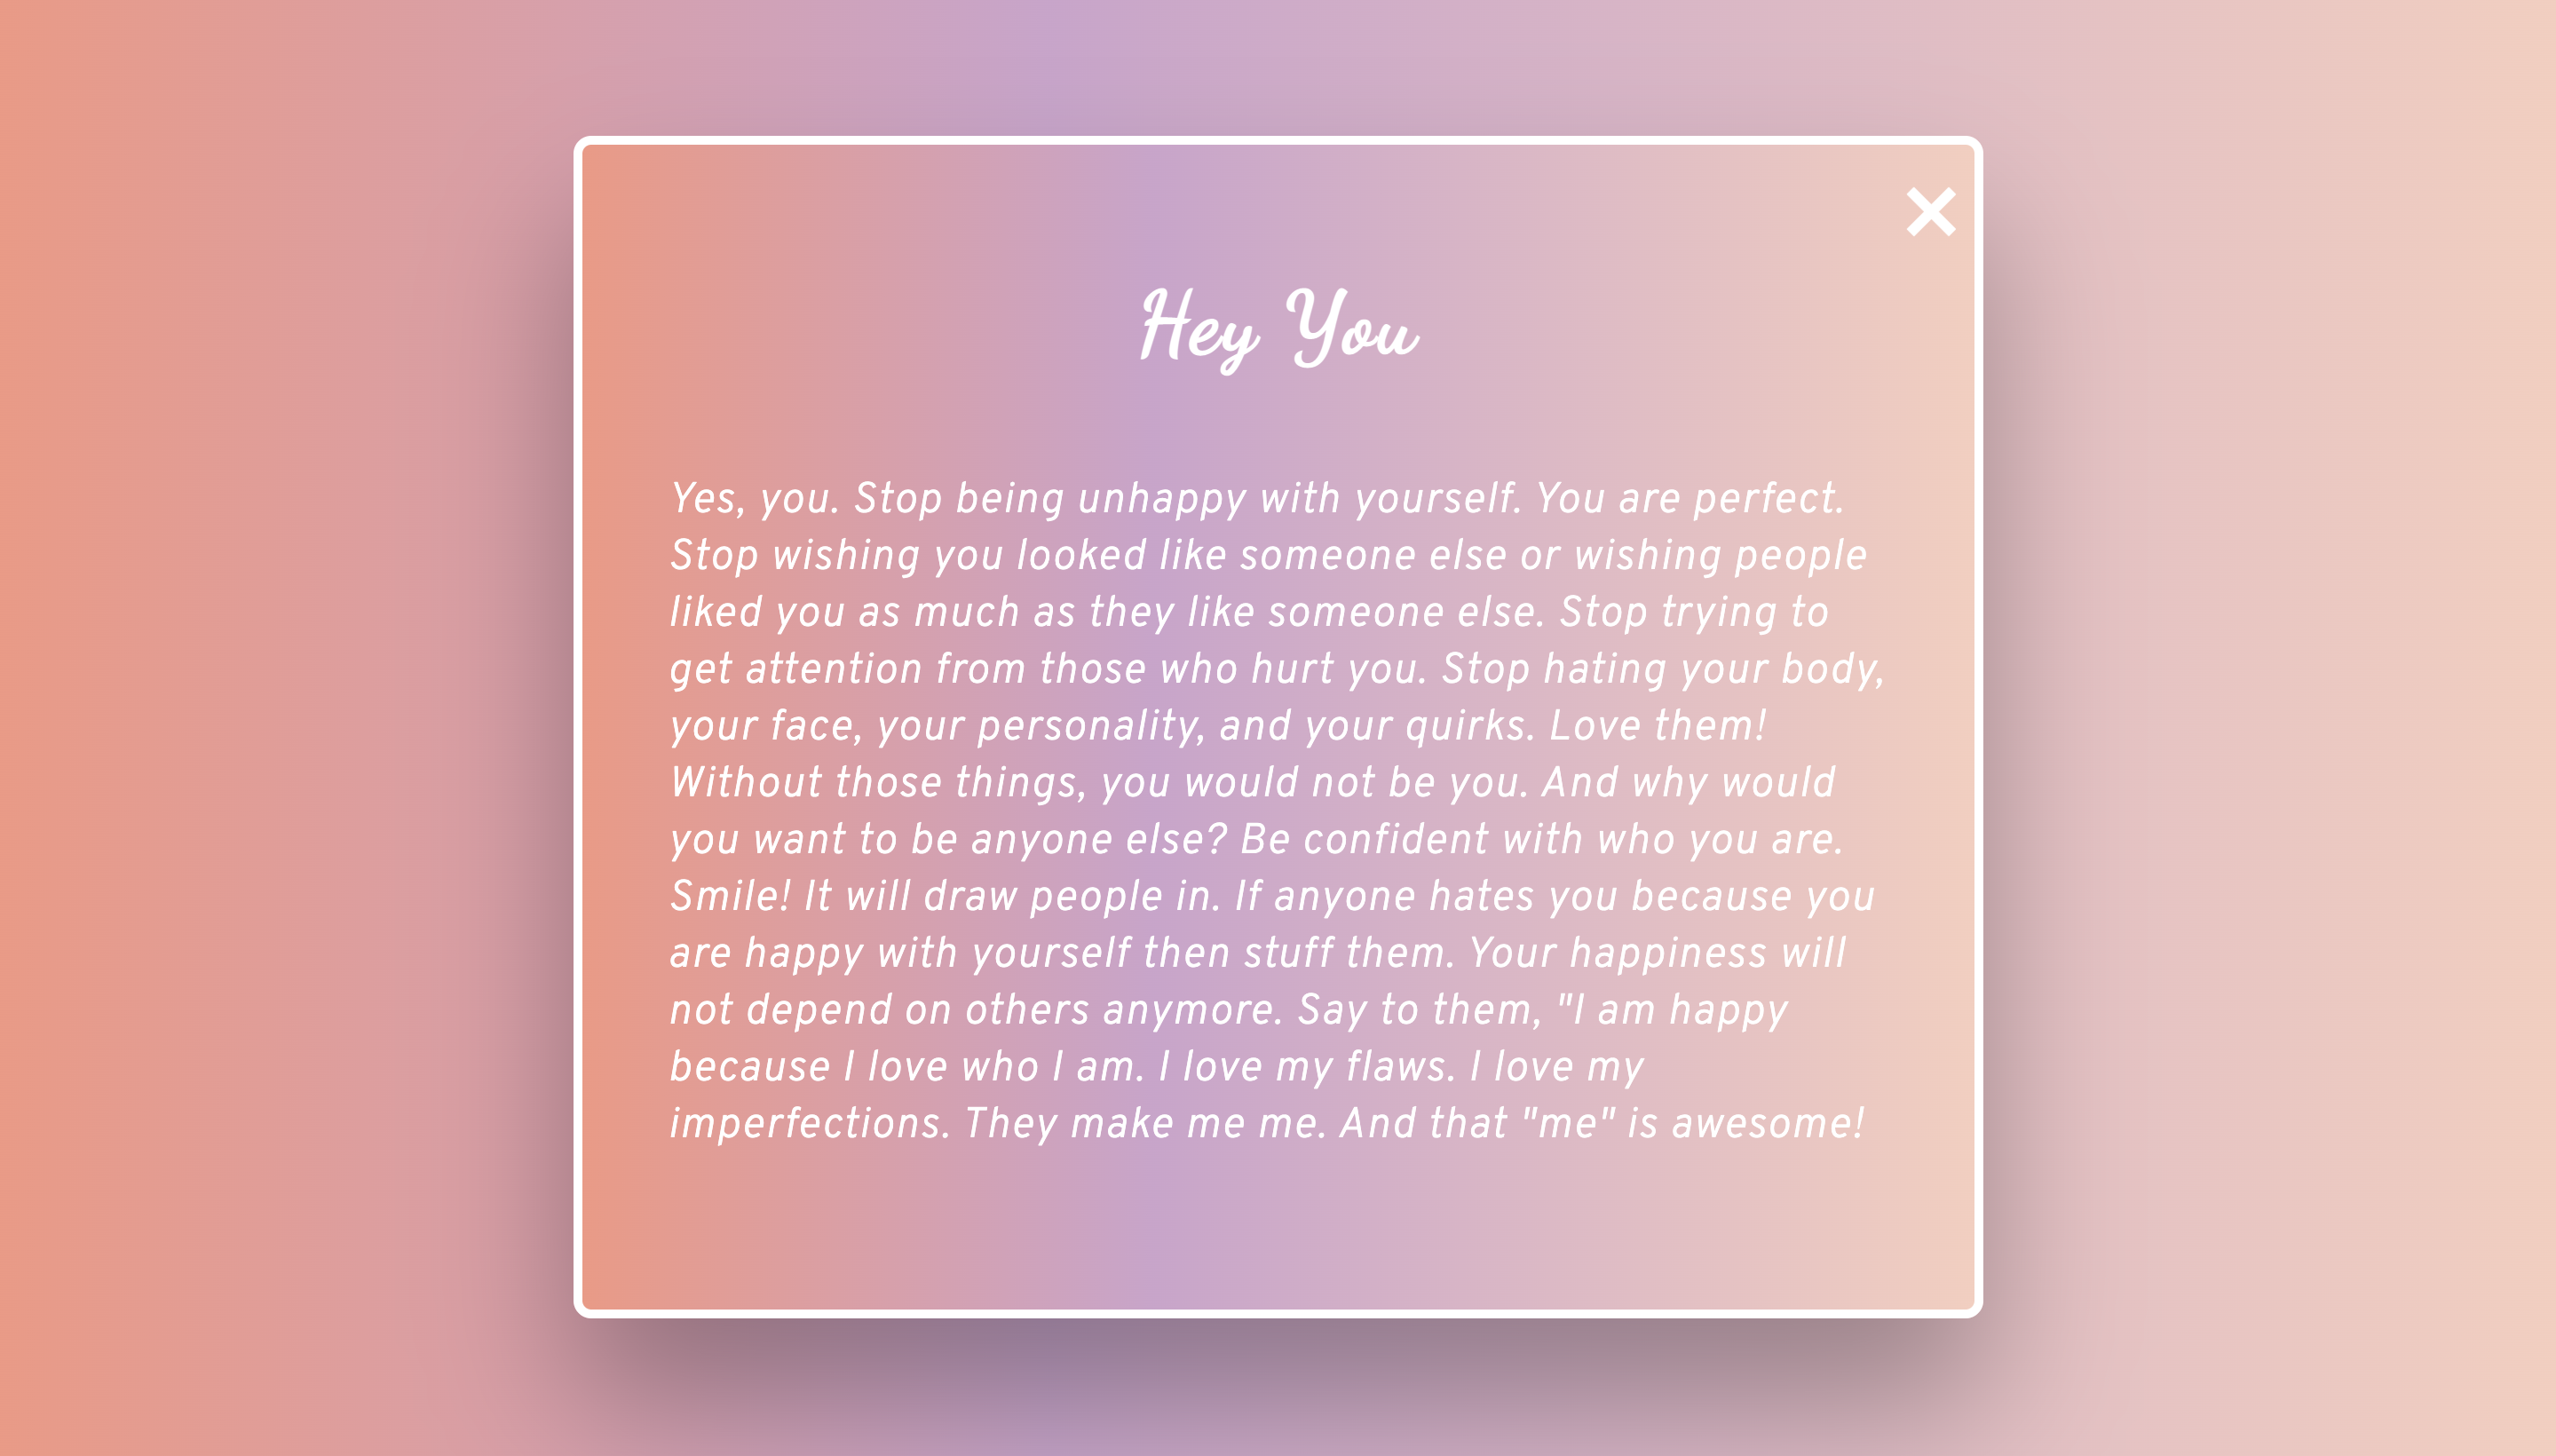 Hey You
Yes, you. Stop being unhappy with yourself. You are perfect.
Stop wishing you looked like someone else or wishing people
liked you as much as they like someone else. Stop trying to
get attention from those who hurt you. Stop hating your body,
your face, your personality, and your quirks. Love them!
Without those things, you would not be you. And why would
you want to be anyone else? Be confident with who you are.
Smile! It will draw people in. If anyone hates you because you
are happy with yourself then stuff them. Your happiness will
not depend on others anymore. Say to them, "I am happy
because I love who I am. I love my flaws. I love my
imperfections. They make me me. And that "me" is awesome!